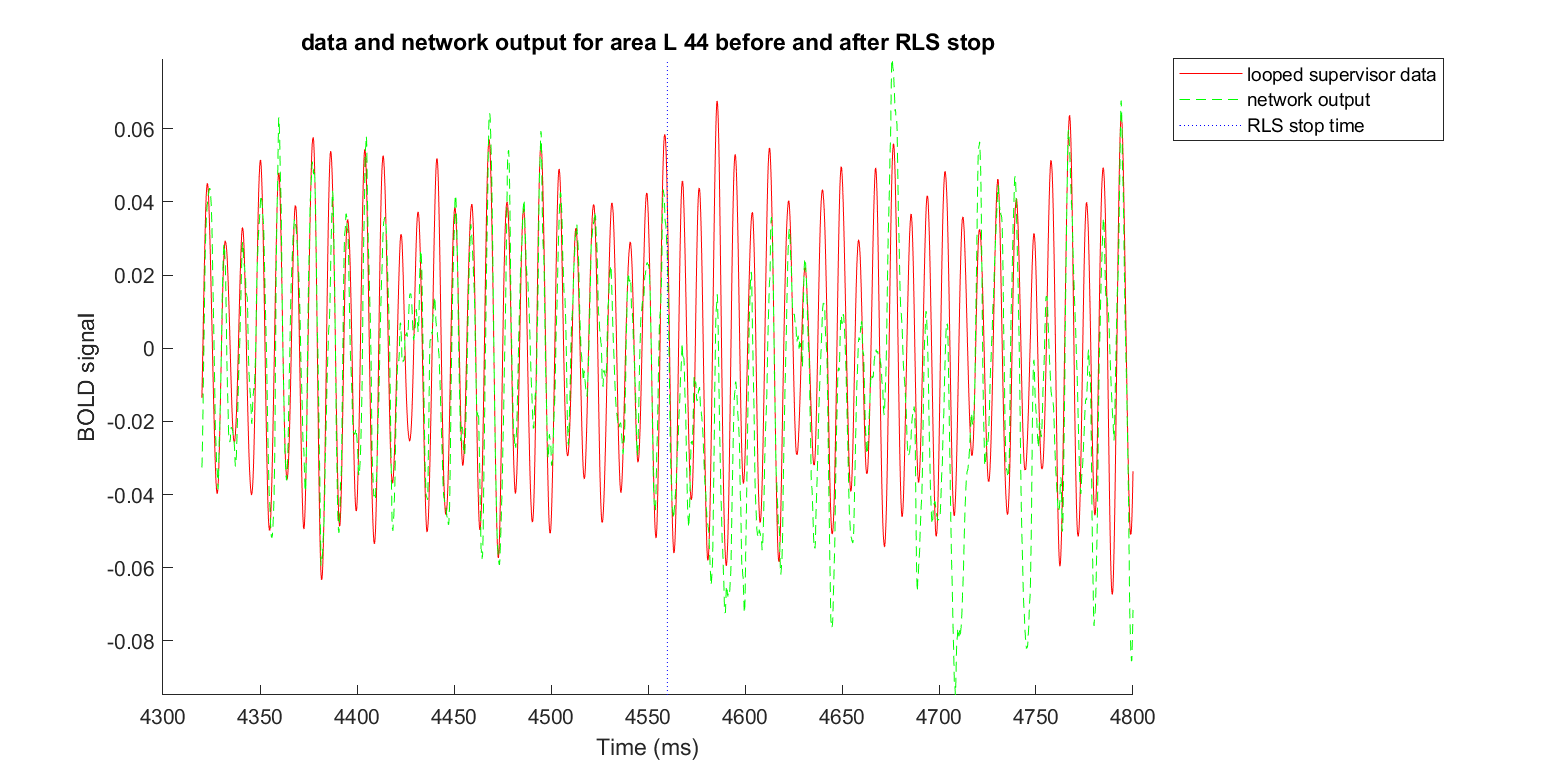 data and network output for area L 44 before and after RLS stop
looped supervisor data
network output
RLS stop time
BOLD signal
0.06
0.04
0.02
0
-0.02
-0.04
-0.06
-0.08
4300 4350 4400 4450 4500 4550 4600 4650 4700 4750 4800
Time (ms)